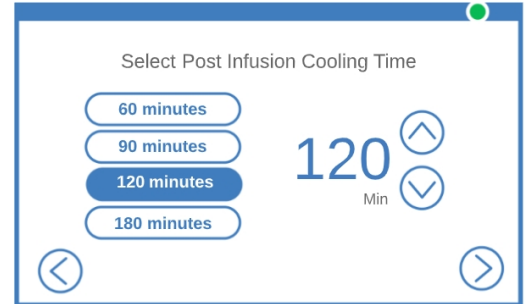 Select Post Infusion Cooling Time
60 minutes
90 minutes
120 minutes
180 minutes
120
Min